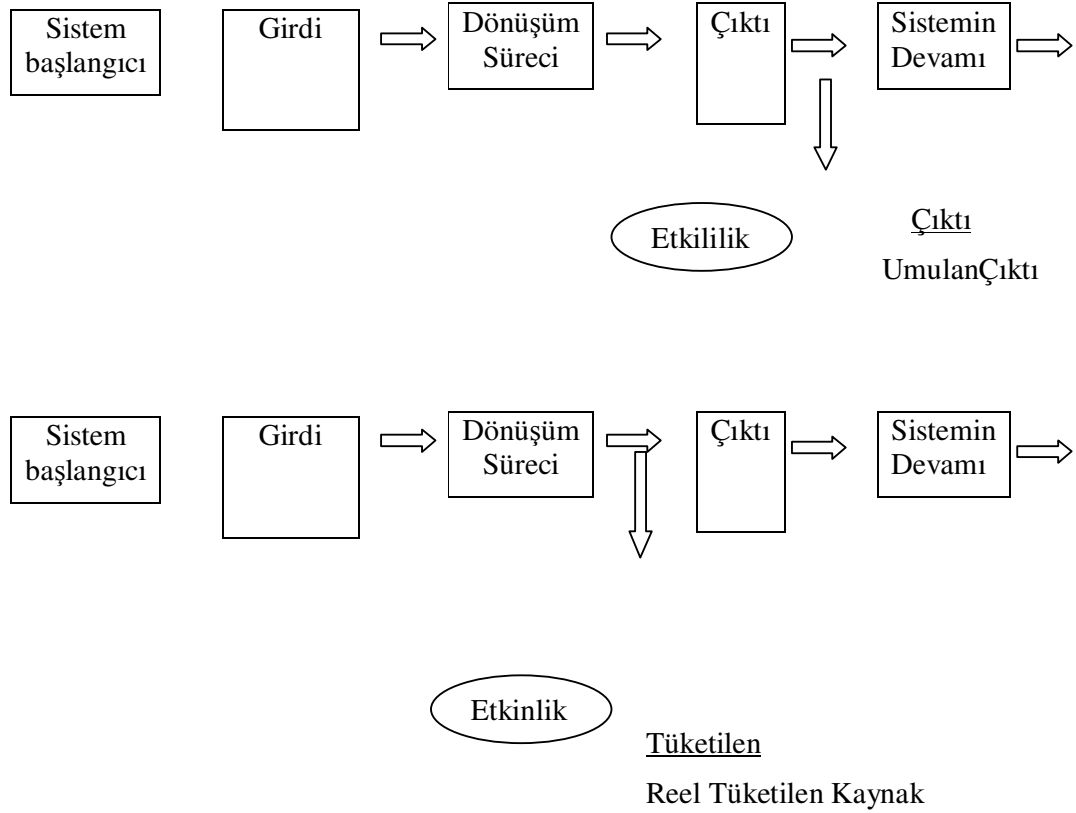 Sistem
başlangıcı
Girdi
Dönüşüm
Süreci
Çıktı
Sistemin
Devamı
Etkililik
Çıktı
UmulanÇıktı
Sistem
başlangıcı
Girdi
Dönüşüm
Süreci
Çıktı
Sistemin
Devamı
Etkinlik
Tüketilen
Reel Tüketilen Kaynak